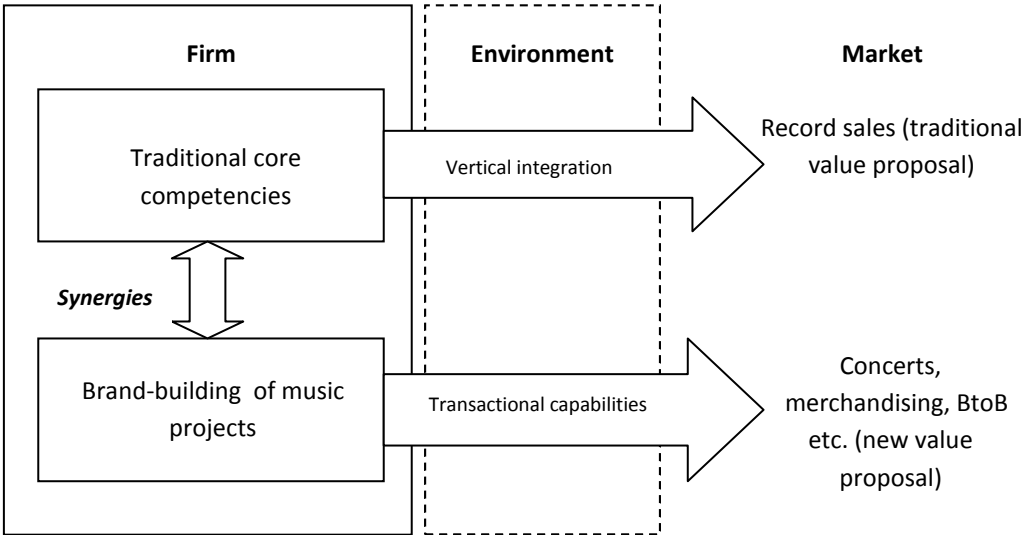 Firm
Environment
Market
Traditional core
competencies
Vertical integration
Record sales (traditional
value proposal)
Synergies
Brand-building of music
projects
Transactional capabilities
Concerts,
merchandising, BtoB
etc. (new value
proposal)